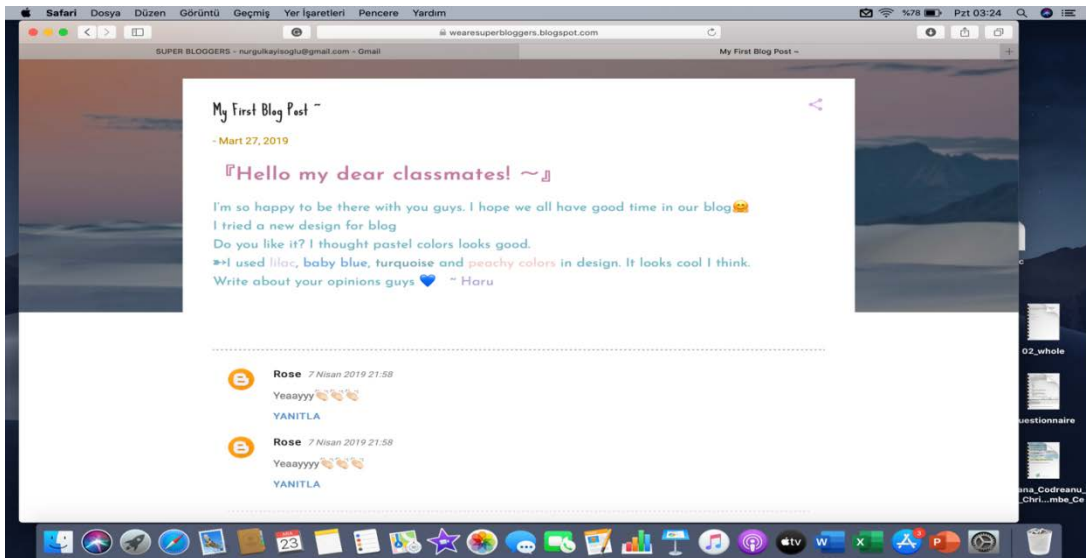 Safari Dosya Düzen Görüntü Geçmiş Yer İşaretleri Pencere Yardım %78 Pzt 03:24
wearesuperbloggers.blogspot.com
SUPER BLOGGERS - nurgulkayisoglu@gmail.com - Gmail My First Blog Post ~
My First Blog Post ~
- Mart 27, 2019
『Hello my dear classmates! ~』
I'm so happy to be there with you guys. I hope we all have good time in our blog🤗
I tried a new design for blog
Do you like it? I thought pastel colors looks good.
➳I used lilac, baby blue, turquoise and peachy colors in design. It looks cool I think.
Write about your opinions guys 💙 ~ Haru
Rose 7 Nisan 2019 21:58
Yeaayyy👏🏻👏🏻👏🏻
YANITLA
Rose 7 Nisan 2019 21:58
Yeaayyyy👏🏻👏🏻👏🏻
YANITLA
02_whole
uestionnaire
ana_Codreanu_
_Chri...mbe_Ce
23
tv
W
X
P